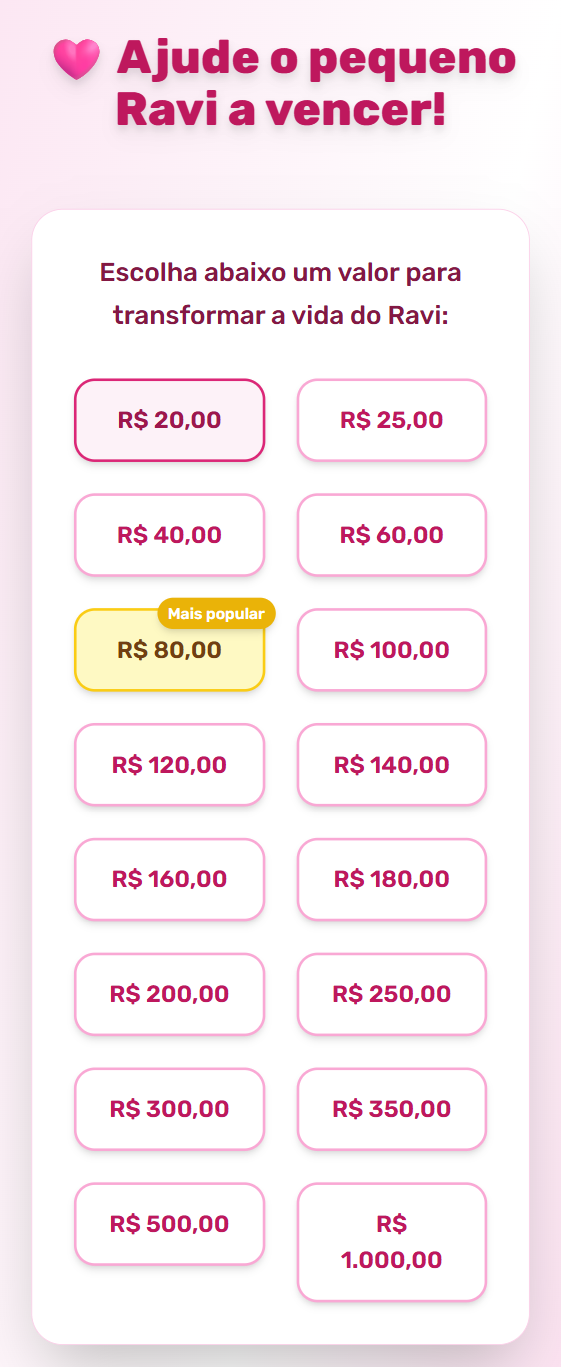 Ajude o pequeno
Ravi a vencer!
Escolha abaixo um valor para
transformar a vida do Ravi:
R$ 20,00
R$ 25,00
R$ 40,00
R$ 60,00
Mais popular
R$ 80,00
R$ 100,00
R$ 120,00
R$ 140,00
R$ 160,00
R$ 180,00
R$ 200,00
R$ 250,00
R$ 300,00
R$ 350,00
R$ 500,00
R$
1.000,00